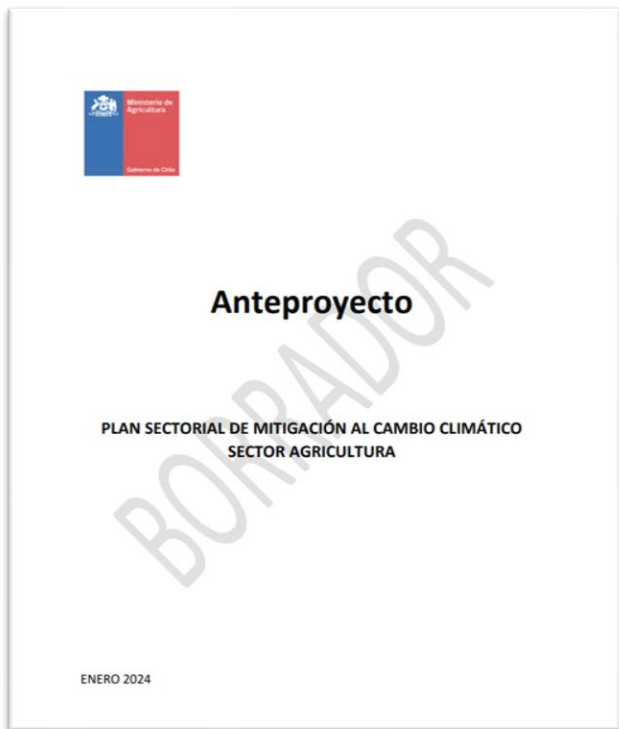 Ministerio de
Agricultura
Gobierno de Chile
Anteproyecto
BORRADOR
PLAN SECTORIAL DE MITIGACIÓN AL CAMBIO CLIMÁTICO
SECTOR AGRICULTURA
ENERO 2024